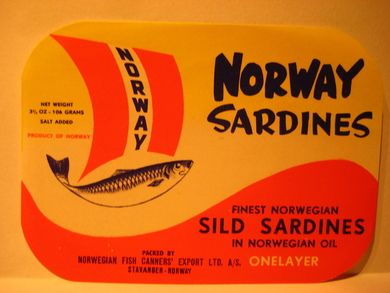 NORWAY
NET WEIGHT
3¾ OZ - 106 GRAMS
SALT ADDED
PRODUCT OF NORWAY
NORWAY
SARDINES
FINEST NORWEGIAN
SILD SARDINES
IN NORWEGIAN OIL
ONELAYER
PACKED BY
NORWEGIAN FISH CANNERS' EXPORT LTD. A/S.
STAVANGER - NORWAY